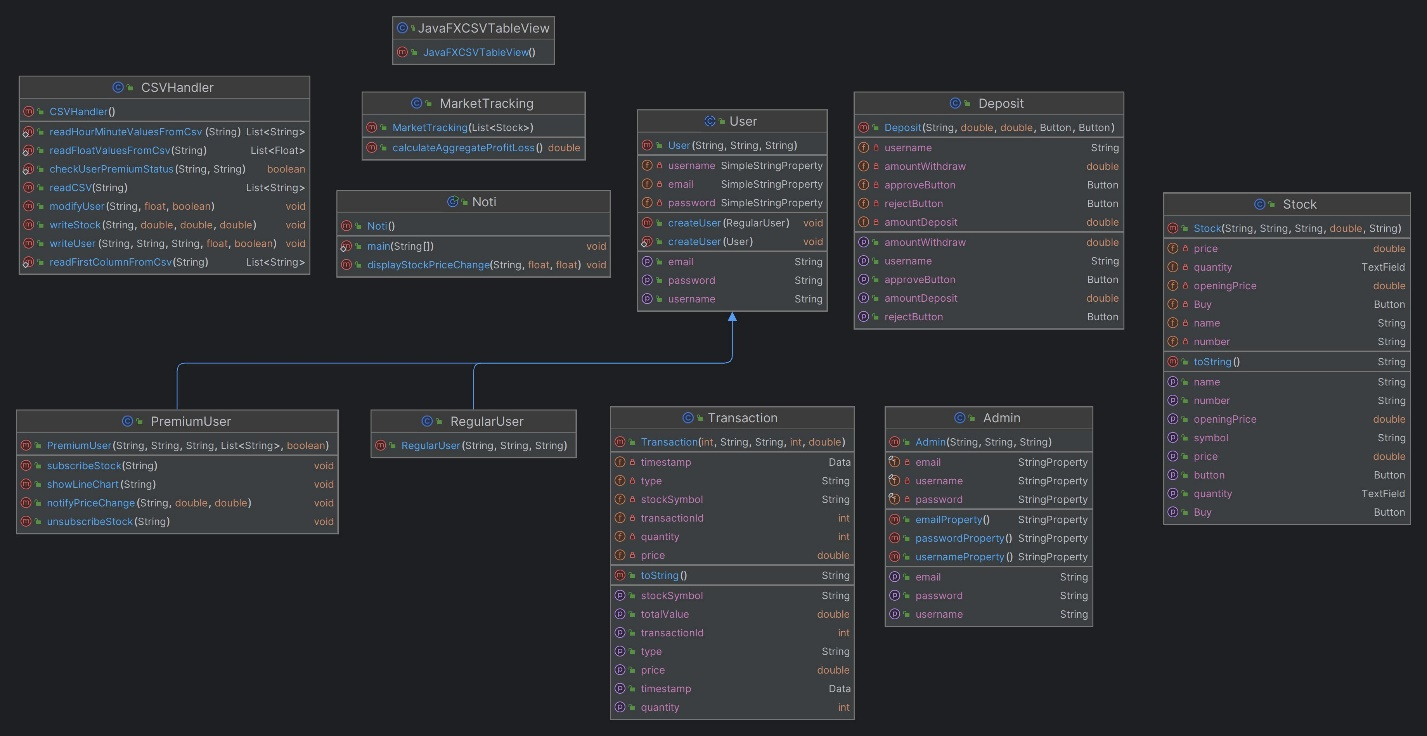 JavaFXCSVTableView
JavaFXCSVTableView()
CSVHandler
CSVHandler()
readHourMinuteValuesFromCsv (String) List<String>
readFloatValuesFromCsv(String) List<Float>
checkUserPremiumStatus(String, String) boolean
readCSV(String) List<String>
modifyUser(String, float, boolean) void
writeStock(String, double, double, double) void
writeUser (String, String, String, float, boolean) void
readFirstColumnFromCsv(String) List<String>
MarketTracking
MarketTracking(List<Stock>)
calculateAggregateProfitLoss() double
Noti
Noti()
main(String[]) void
displayStockPriceChange(String, float, float) void
User
User(String, String, String)
username SimpleStringProperty
email SimpleStringProperty
password SimpleStringProperty
createUser(RegularUser) void
createUser(User) void
email String
password String
username String
Deposit
Deposit(String, double, double, Button, Button)
username String
amountWithdraw double
approveButton Button
rejectButton Button
amountDeposit double
amountWithdraw double
username String
approveButton Button
amountDeposit double
rejectButton Button
Stock
Stock(String, String, String, double, String)
price double
quantity TextField
openingPrice double
Buy Button
name String
number String
toString() String
name String
number String
openingPrice double
symbol String
price double
button Button
quantity TextField
Buy Button
PremiumUser
PremiumUser(String, String, String, List<String>, boolean)
subscribeStock(String) void
showLineChart(String) void
notifyPriceChange(String, double, double) void
unsubscribeStock(String) void
RegularUser
RegularUser(String, String, String)
Transaction
Transaction(int, String, String, int, double)
timestamp Data
type String
stockSymbol String
transactionId int
quantity int
price double
toString() String
stockSymbol String
totalValue double
transactionId int
type String
price double
timestamp Data
quantity int
Admin
Admin(String, String, String)
email StringProperty
username StringProperty
password StringProperty
emailProperty() StringProperty
passwordProperty() StringProperty
usernameProperty() StringProperty
email String
password String
username String